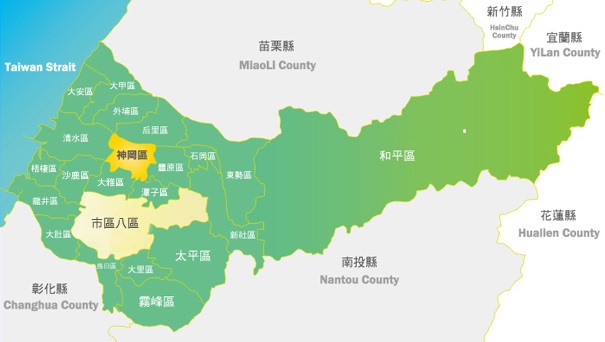 新竹縣
HsinChu
County
宜蘭縣
YiLan County
苗栗縣
MiaoLi County
Taiwan Strait
大甲區
大安區
外埔區
后里區
清水區
神岡區
石岡區
和平區
豐原區
梧棲區
沙鹿區
東勢區
大雅區
潭子區
龍井區
市區八區
花蓮縣
Hualien County
大肚區
新社區
太平區
南投縣
Nantou County
大里區
彰化縣
Changhua County
霧峰區